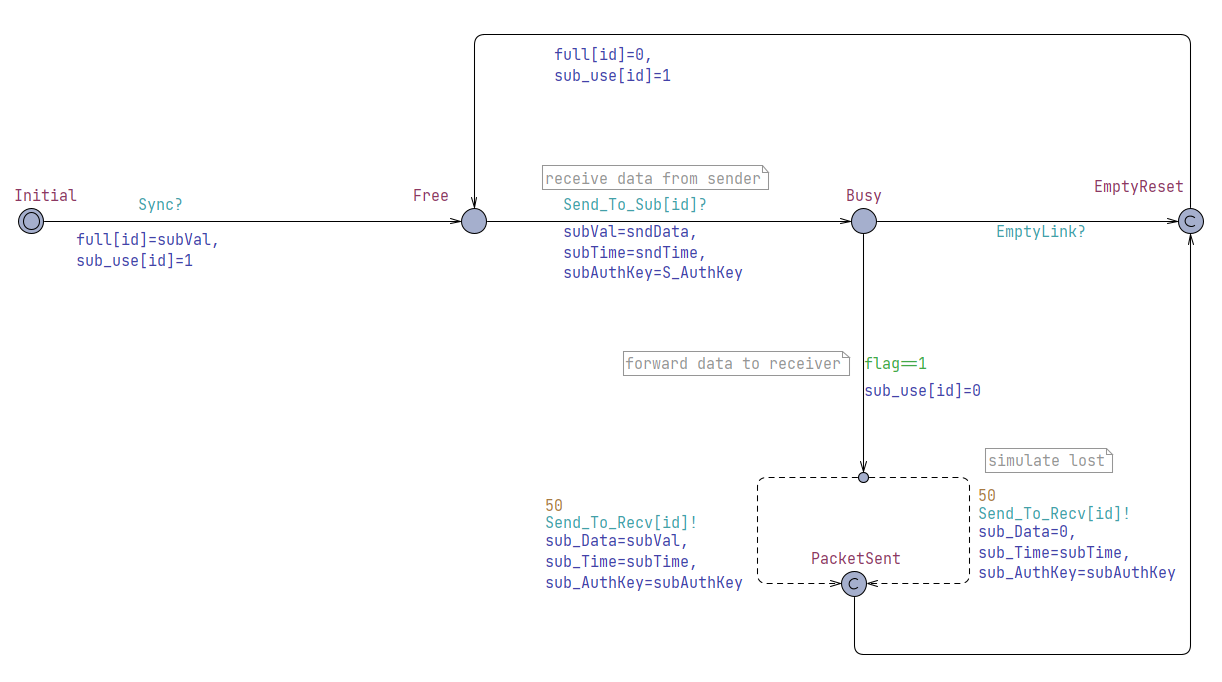 full[id]=0,
sub_use[id]=1
receive data from sender
Initial
Sync?
Free
Send_To_Sub[id]?
Busy
EmptyReset
full[id]=subVal,
sub_use[id]=1
subVal=sndData,
subTime=sndTime,
subAuthKey=S_AuthKey
EmptyLink?
C
forward data to receiver
flag==1
sub_use[id]=0
simulate lost
50
Send_To_Recv[id]!
sub_Data=subVal,
sub_Time=subTime,
sub_AuthKey=subAuthKey
50
Send_To_Recv[id]!
sub_Data=0,
sub_Time=subTime,
sub_AuthKey=subAuthKey
PacketSent
C